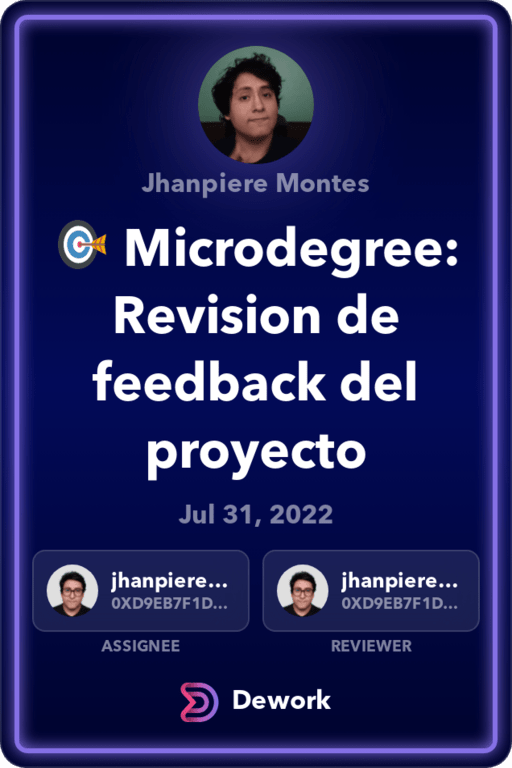 Jhanpiere Montes
🎯 Microdegree:
Revision de
feedback del
proyecto
Jul 31, 2022
jhanpiere...
0XD9EB7F1D...
ASSIGNEE
jhanpiere...
0XD9EB7F1D...
REVIEWER
Dework